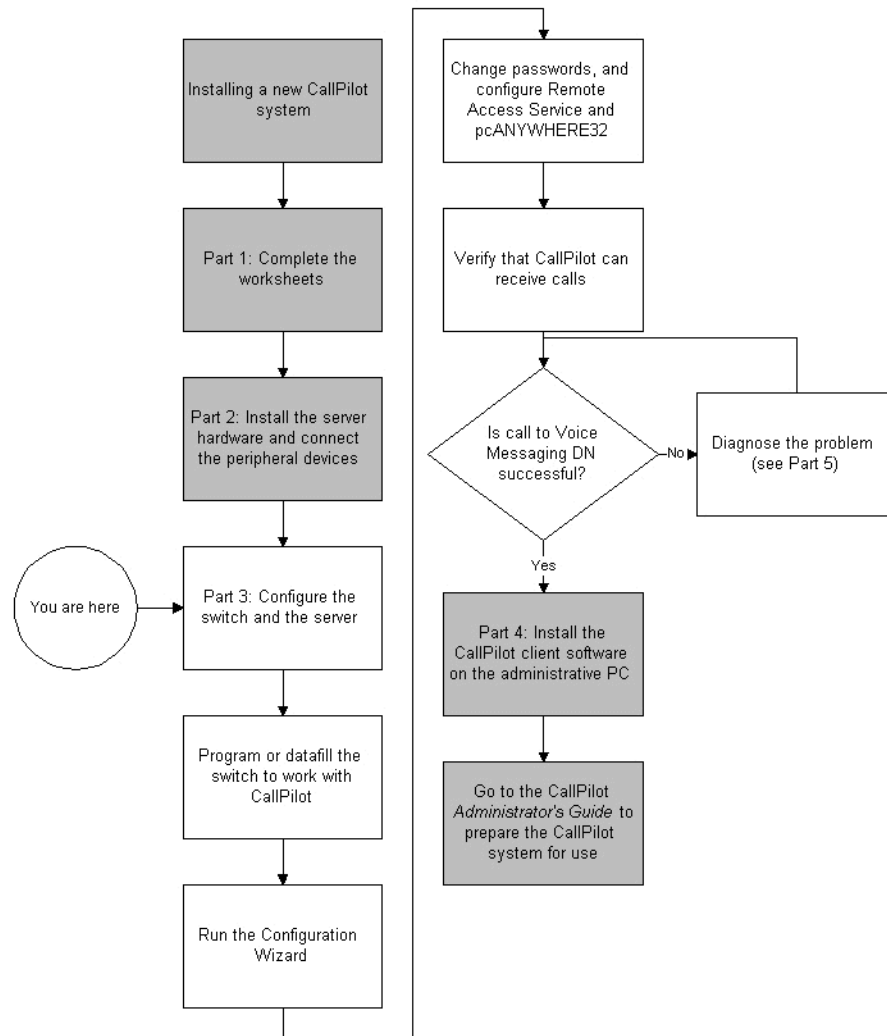 Installing a new CallPilot
system
Part 1: Complete the
worksheets
Part 2: Install the server
hardware and connect
the peripheral devices
You are here
Part 3: Configure the
switch and the server
Program or datafill the
switch to work with
CallPilot
Run the Configuration
Wizard
Change passwords, and
configure Remote
Access Service and
pcANYWHERE32
Verify that CallPilot can
receive calls
Is call to Voice
Messaging DN
successful?
No
Diagnose the problem
(see Part 5)
Yes
Part 4: Install the
CallPilot client software
on the administrative PC
Go to the CallPilot
Administrator's Guide to
prepare the CallPilot
system for use